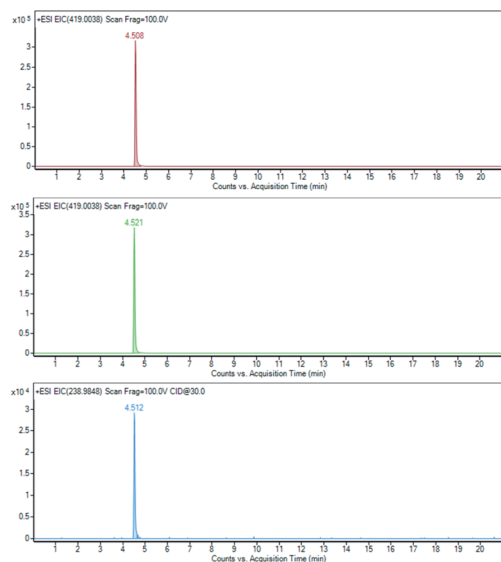 x10 5 +ESI EIC(419.0038) Scan Frag=100.0V
4.508
3
2.5
2
1.5
1
0.5
0
1 2 3 4 5 6 7 8 9 10 11 12 13 14 15 16 17 18 19 20
Counts vs. Acquisition Time (min)
x10 5 +ESI EIC(419.0038) Scan Frag=100.0V
3.5
4.521
3
2.5
2
1.5
1
0.5
0
1 2 3 4 5 6 7 8 9 10 11 12 13 14 15 16 17 18 19 20
Counts vs. Acquisition Time (min)
x10 4 +ESI EIC(238.9848) Scan Frag=100.0V CID@30.0
4.512
3
2.5
2
1.5
1
0.5
0
1 2 3 4 5 6 7 8 9 10 11 12 13 14 15 16 17 18 19 20
Counts vs. Acquisition Time (min)